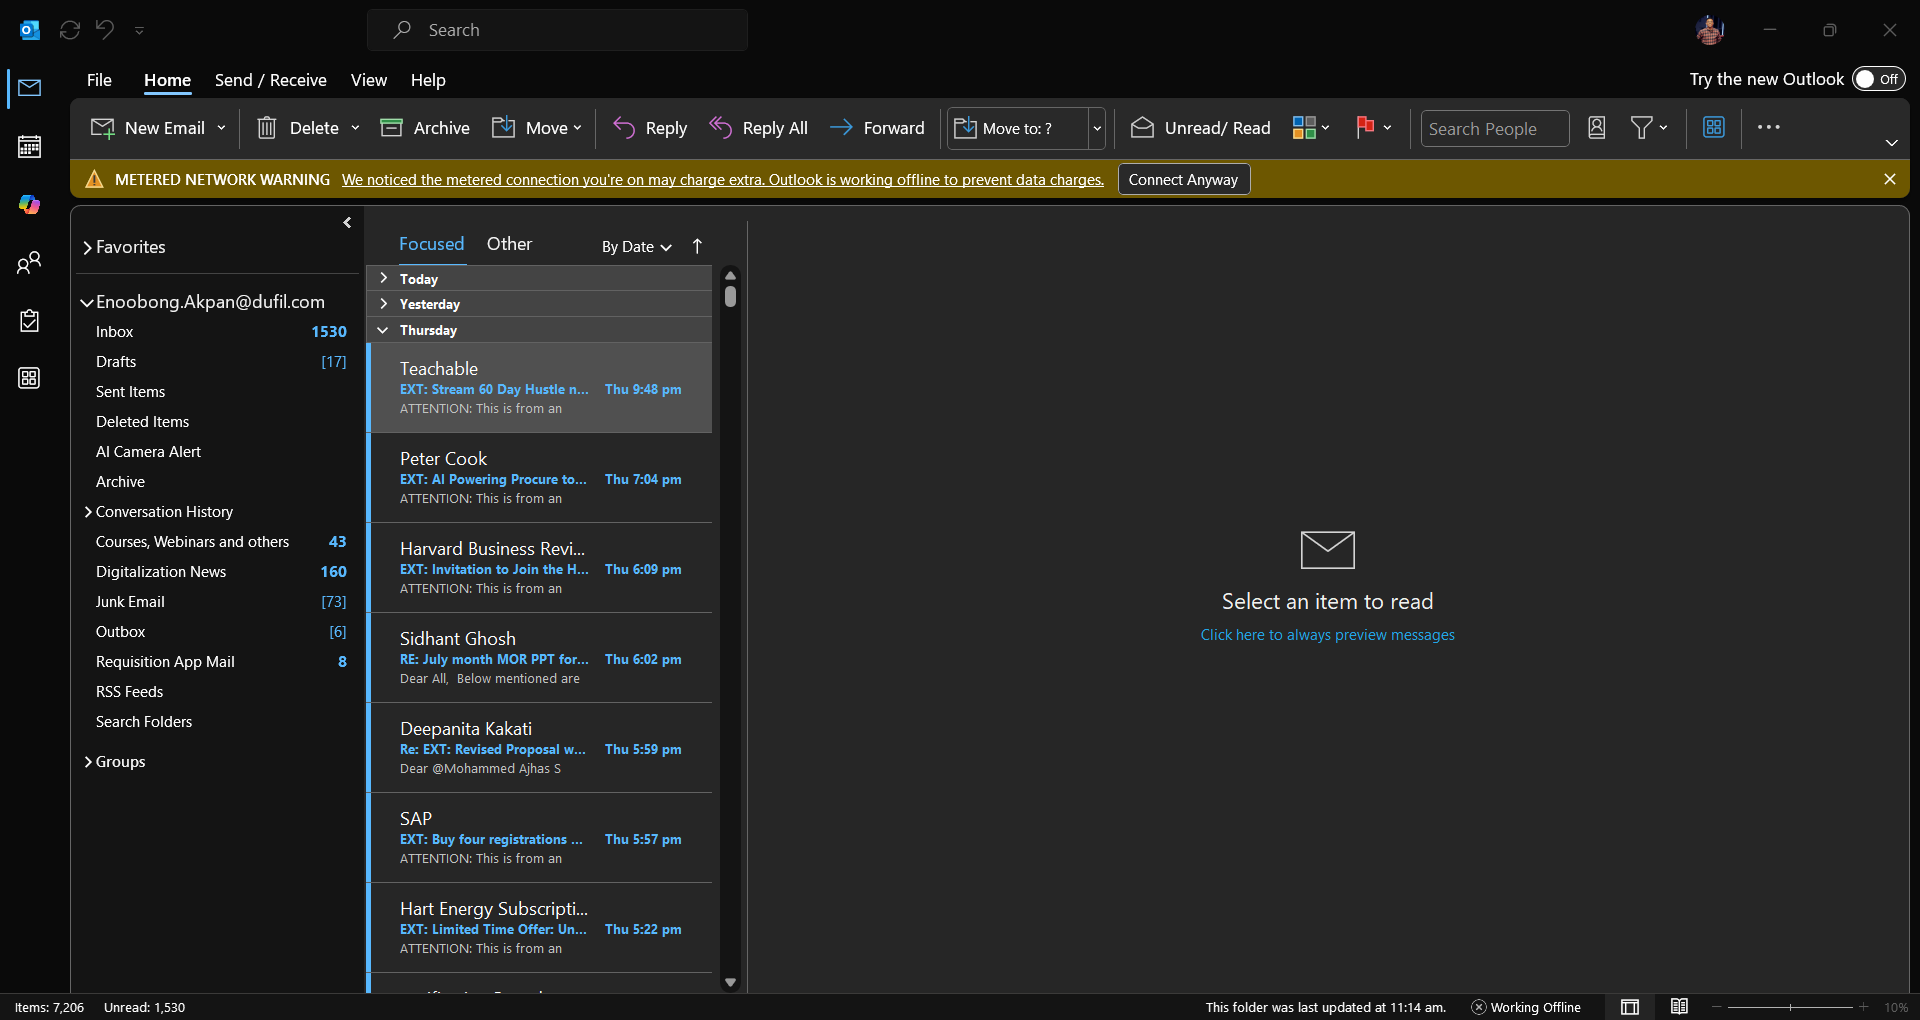 Search
File Home Send / Receive View Help
Try the new Outlook Off
New Email Delete Archive Move Reply Reply All Forward Move to: ? Unread/ Read Search People
METERED NETWORK WARNING We noticed the metered connection you're on may charge extra. Outlook is working offline to prevent data charges. Connect Anyway
Favorites
Enoobong.Akpan@dufil.com
Inbox 1530
Drafts [17]
Sent Items
Deleted Items
AI Camera Alert
Archive
Conversation History
Courses, Webinars and others 43
Digitalization News 160
Junk Email [73]
Outbox [6]
Requisition App Mail 8
RSS Feeds
Search Folders
Groups
Focused Other By Date
Today
Yesterday
Thursday
Teachable
EXT: Stream 60 Day Hustle n... Thu 9:48 pm
ATTENTION: This is from an
Peter Cook
EXT: AI Powering Procure to... Thu 7:04 pm
ATTENTION: This is from an
Harvard Business Revi...
EXT: Invitation to Join the H... Thu 6:09 pm
ATTENTION: This is from an
Sidhant Ghosh
RE: July month MOR PPT for... Thu 6:02 pm
Dear All, Below mentioned are
Deepanita Kakati
Re: EXT: Revised Proposal w... Thu 5:59 pm
Dear @Mohammed Ajhas S
SAP
EXT: Buy four registrations ... Thu 5:57 pm
ATTENTION: This is from an
Hart Energy Subscripti...
EXT: Limited Time Offer: Un... Thu 5:22 pm
ATTENTION: This is from an
Select an item to read
Click here to always preview messages
Items: 7,206 Unread: 1,530
This folder was last updated at 11:14 am. Working Offline 10%